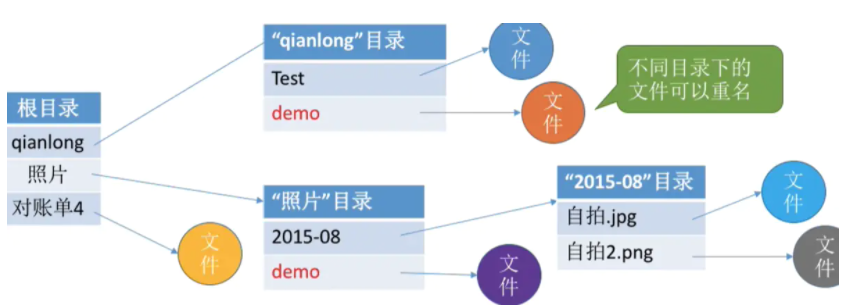 根目录
qianlong
照片
对账单4
文
件
“qianlong”目录
Test
demo
文
件
文
件
不同目录下的
文件可以重名
“照片”目录
2015-08
demo
文
件
“2015-08”目录
自拍.jpg
自拍2.png
文
件
文
件